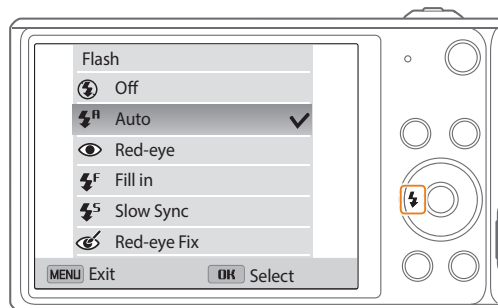 Flash
Off
Auto
Red-eye
Fill in
Slow Sync
Red-eye Fix
MENU Exit OK Select